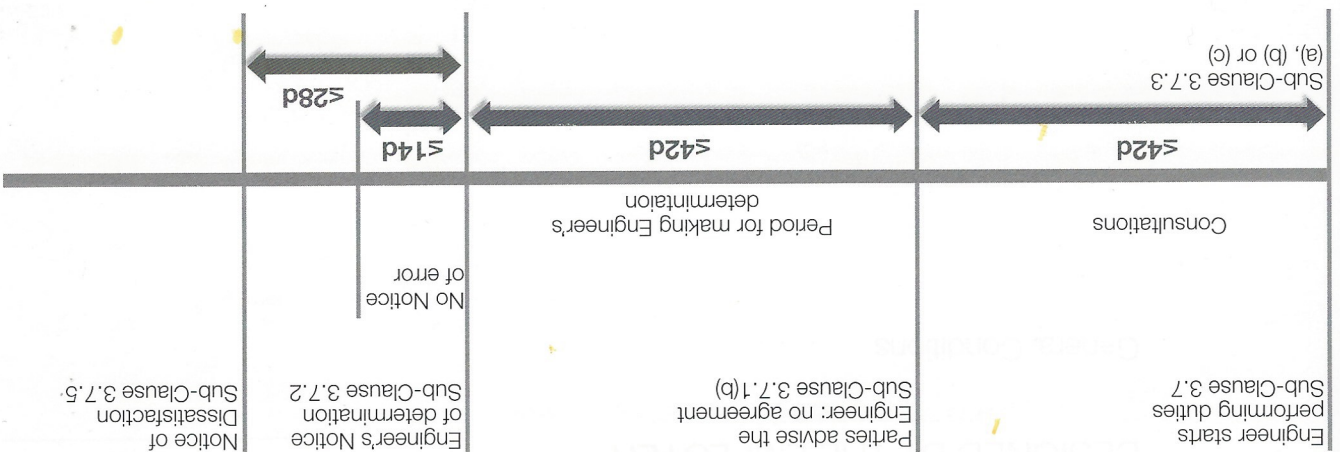 Engineer starts
performing duties
Sub-Clause 3.7
Parties advise the
Engineer: no agreement
Sub-Clause 3.7.1(b)
Engineer's Notice
of determination
Sub-Clause 3.7.2
Notice of
Dissatisfaction
Sub-Clause 3.7.5
No Notice
of error
Consultations
Period for making Engineer's
determintaion
≤42d
≤42d
≤14d
≤28d
Sub-Clause 3.7.3
(a), (b) or (c)